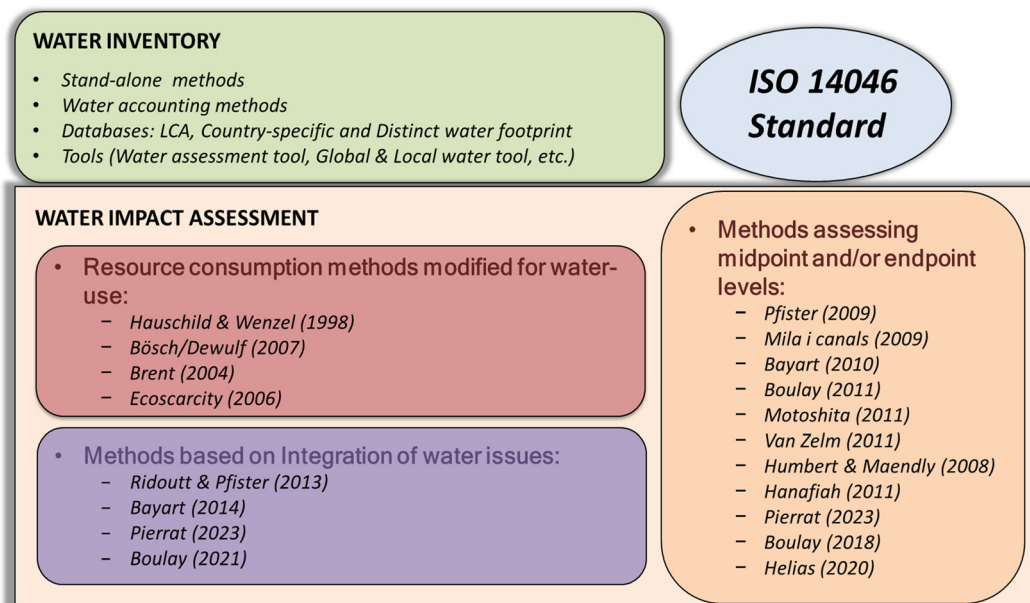 WATER INVENTORY
• Stand-alone methods
• Water accounting methods
• Databases: LCA, Country-specific and Distinct water footprint
• Tools (Water assessment tool, Global & Local water tool, etc.)
ISO 14046
Standard
WATER IMPACT ASSESSMENT
• Resource consumption methods modified for water-
use:
– Hauschild & Wenzel (1998)
– Bösch/Dewulf (2007)
– Brent (2004)
– Ecoscarcity (2006)
• Methods based on Integration of water issues:
– Ridoutt & Pfister (2013)
– Bayart (2014)
– Pierrat (2023)
– Boulay (2021)
• Methods assessing
midpoint and/or endpoint
levels:
– Pfister (2009)
– Mila i canals (2009)
– Bayart (2010)
– Boulay (2011)
– Motoshita (2011)
– Van Zelm (2011)
– Humbert & Maendly (2008)
– Hanafiah (2011)
– Pierrat (2023)
– Boulay (2018)
– Helias (2020)